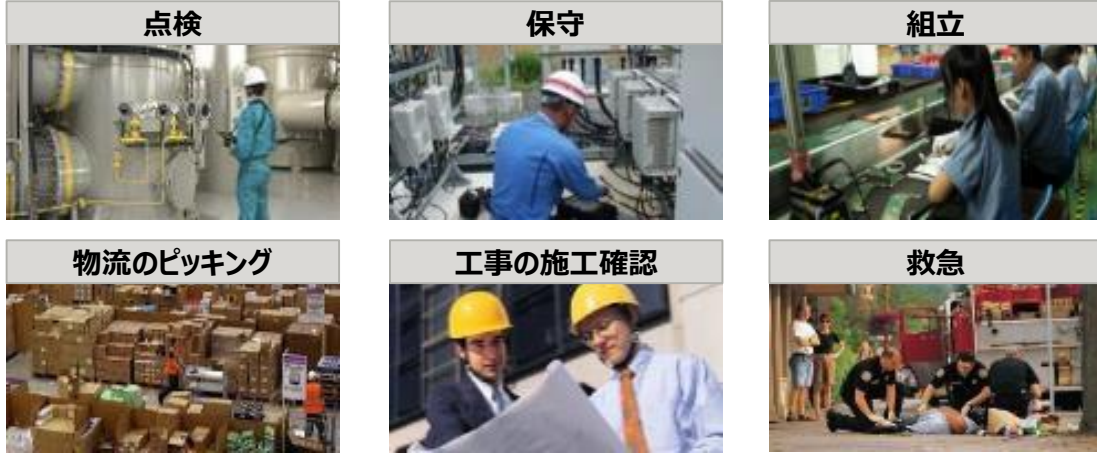 点検
保守
組立
物流のピッキング
工事の施工確認
救急